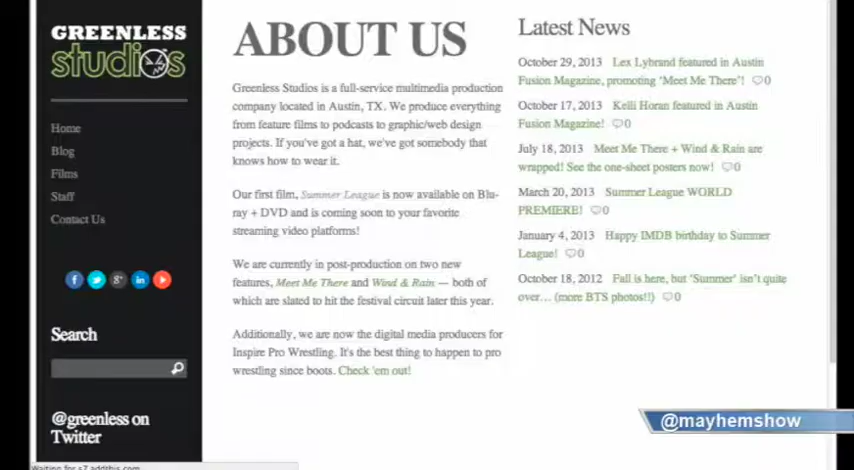 GREENLESS
studios
Home
Blog
Films
Staff
Contact Us
Search
@greenless on
Twitter
Waiting for s7.addthis.com
ABOUT US
Greenless Studios is a full-service multimedia production
company located in Austin, TX. We produce everything
from feature films to podcasts to graphic/web design
projects. If you've got a hat, we've got somebody that
knows how to wear it.
Our first film, Summer League is now available on Blu-
ray + DVD and is coming soon to your favorite
streaming video platforms!
We are currently in post-production on two new
features, Meet Me There and Wind & Rain — both of
which are slated to hit the festival circuit later this year.
Additionally, we are now the digital media producers for
Inspire Pro Wrestling. It's the best thing to happen to pro
wrestling since boots. Check 'em out!
Latest News
October 29, 2013 Lex Lybrand featured in Austin
Fusion Magazine, promoting 'Meet Me There'! 0
October 17, 2013 Kelli Horan featured in Austin
Fusion Magazine! 0
July 18, 2013 Meet Me There + Wind & Rain are
wrapped! See the one-sheet posters now! 0
March 20, 2013 Summer League WORLD
PREMIERE! 0
January 4, 2013 Happy IMDB birthday to Summer
League! 0
October 18, 2012 Fall is here, but 'Summer' isn't quite
over… (more BTS photos!!) 0
@mayhemshow